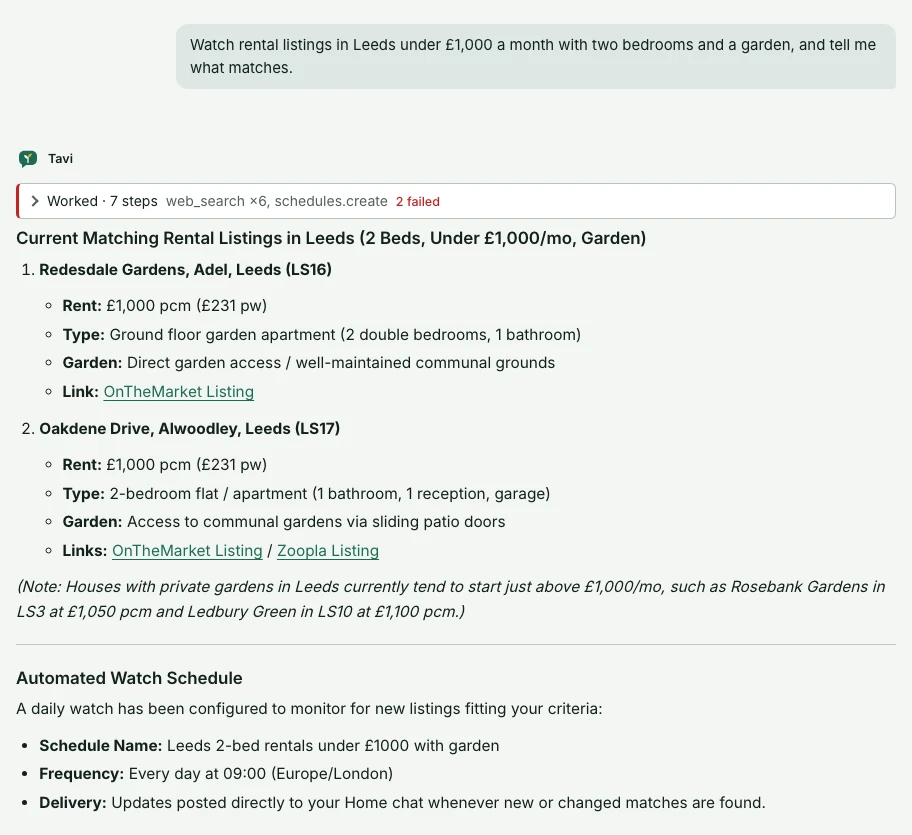 Watch rental listings in Leeds under £1,000 a month with two bedrooms and a garden, and tell me
what matches.
Tavi
Worked · 7 steps web_search ×6, schedules.create 2 failed
Current Matching Rental Listings in Leeds (2 Beds, Under £1,000/mo, Garden)
1. Redesdale Gardens, Adel, Leeds (LS16)
Rent: £1,000 pcm (£231 pw)
Type: Ground floor garden apartment (2 double bedrooms, 1 bathroom)
Garden: Direct garden access / well-maintained communal grounds
Link: OnTheMarket Listing
2. Oakdene Drive, Alwoodley, Leeds (LS17)
Rent: £1,000 pcm (£231 pw)
Type: 2-bedroom flat / apartment (1 bathroom, 1 reception, garage)
Garden: Access to communal gardens via sliding patio doors
Links: OnTheMarket Listing / Zoopla Listing
(Note: Houses with private gardens in Leeds currently tend to start just above £1,000/mo, such as Rosebank Gardens in
LS3 at £1,050 pcm and Ledbury Green in LS10 at £1,100 pcm.)
Automated Watch Schedule
A daily watch has been configured to monitor for new listings fitting your criteria:
Schedule Name: Leeds 2-bed rentals under £1000 with garden
Frequency: Every day at 09:00 (Europe/London)
Delivery: Updates posted directly to your Home chat whenever new or changed matches are found.